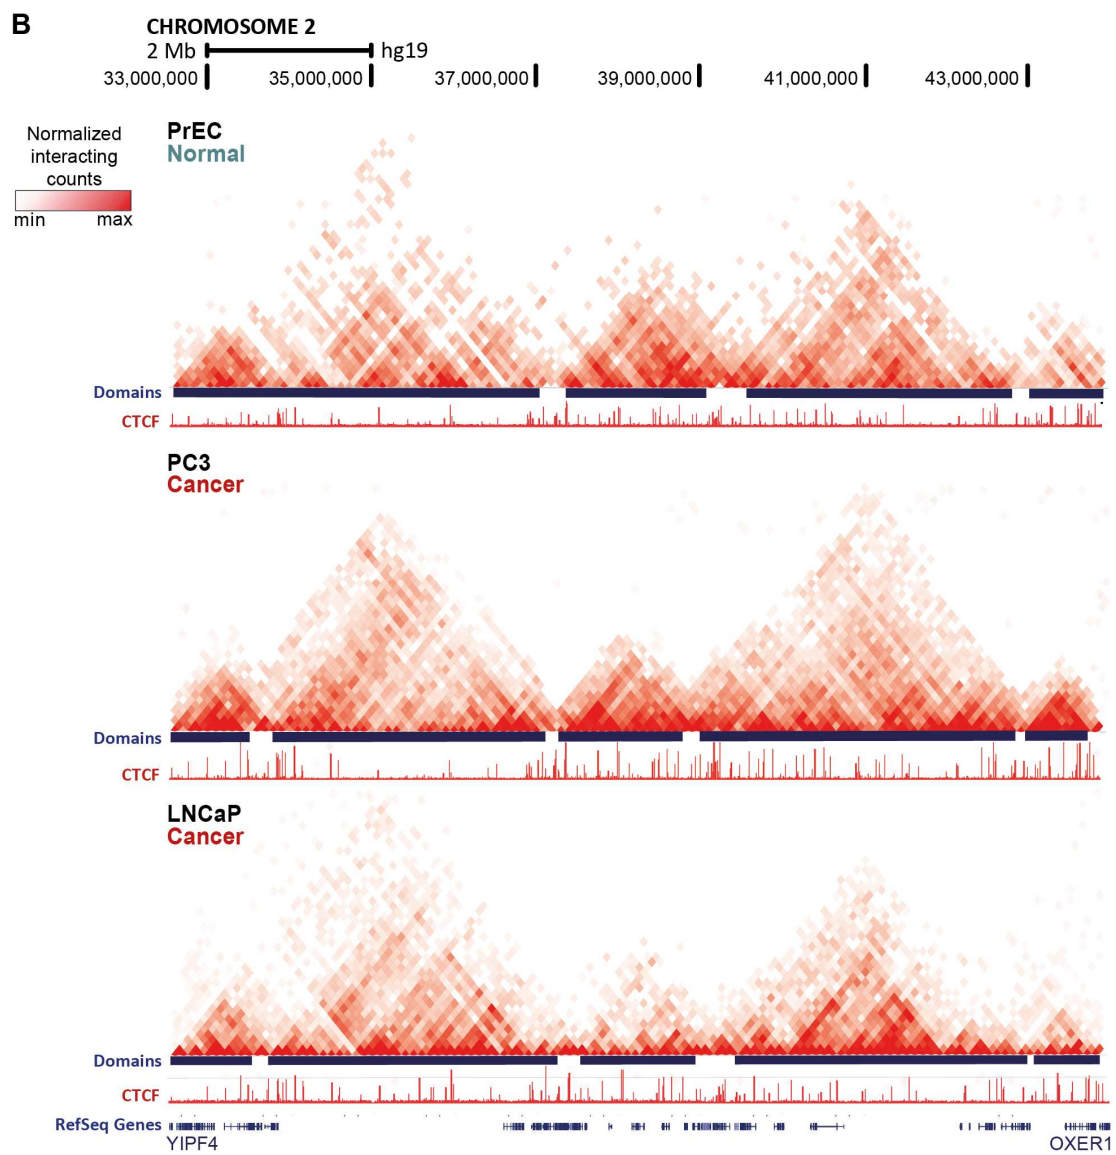 B
CHROMOSOME 2
2 Mb hg19
33,000,000 35,000,000 37,000,000 39,000,000 41,000,000 43,000,000
Normalized
interacting
counts
min max
PrEC
Normal
Domains
CTCF
PC3
Cancer
Domains
CTCF
LNCaP
Cancer
Domains
CTCF
RefSeq Genes
YIPF4 OXER1